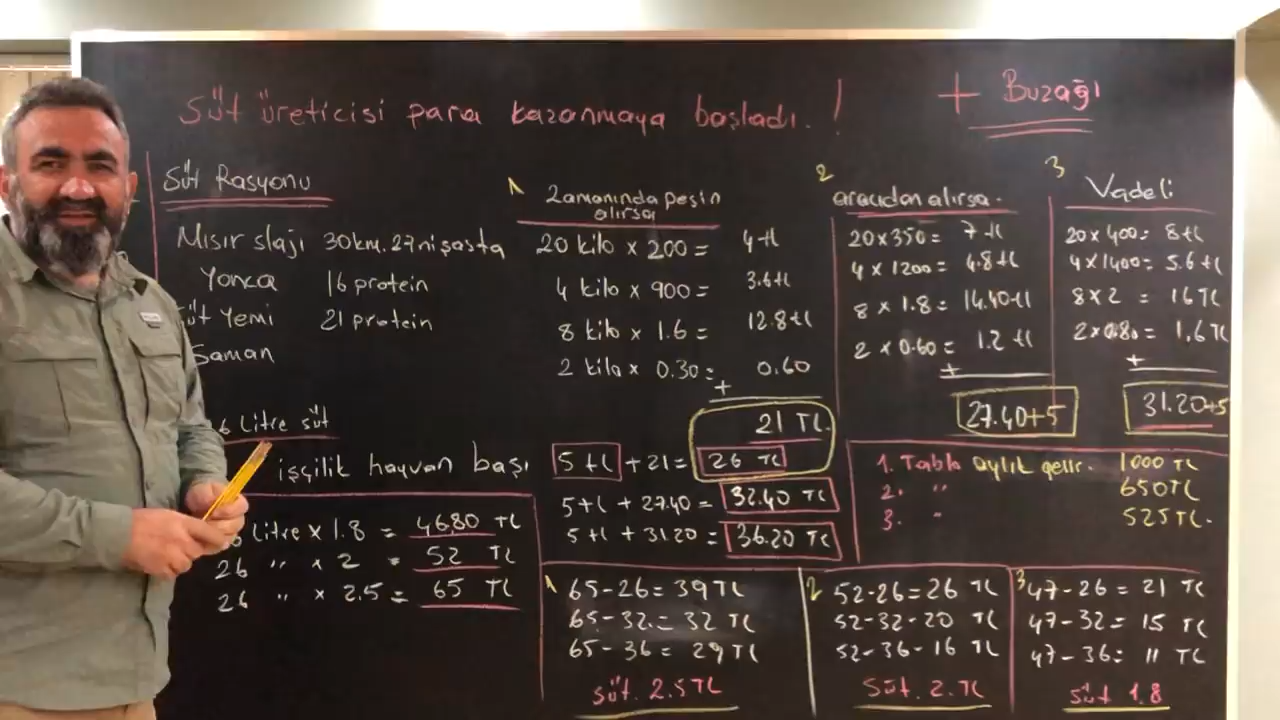 Süt üreticisi para kazanmaya başladı. !
+ Buzağı
Süt Rasyonu
Mısır slajı 30km. 27 nişasta
Yonca 16 protein
Süt Yemi 21 protein
Saman
6 Litre süt
işçilik hayvan başı
Litre x 1.8 = 46.80 TL
26 " x 2 = 52 TL
26 " x 2.5 = 65 TL
1 Zamanında peşin
alırsa
20 kilo x 200 = 4 tl
4 kilo x 900 = 3.6 tl
8 kilo x 1.6 = 12.8 tl
2 kilo x 0.30 = 0.60
+
21 TL.
5 tl + 21 = 26 TL
5 tl + 27.40 = 32.40 TL
5 tl + 31.20 = 36.20 TL
2 aracıdan alırsa.
20 x 350 = 7 tl
4 x 1200 = 4.8 tl
8 x 1.8 = 14.40 tl
2 x 0.60 = 1.2 tl
+
27.40+5
3 Vadeli
20 x 400 = 8 tl
4 x 1400 = 5.6 tl
8 x 2 = 16 TL
2 x 0.80 = 1.6 TL
+
31.20+5
1. Tablo aylık gelir. 1000 TL
2. " 650 TL
3. " 525 TL.
1 65-26 = 39 TL
65-32 = 32 TL
65-36 = 29 TL
Süt. 2.5 TL
2 52-26 = 26 TL
52-32-20 TL
52-36-16 TL
Süt. 2. TL
3 47-26 = 21 TL
47-32 = 15 TL
47-36 = 11 TL
Süt 1.8